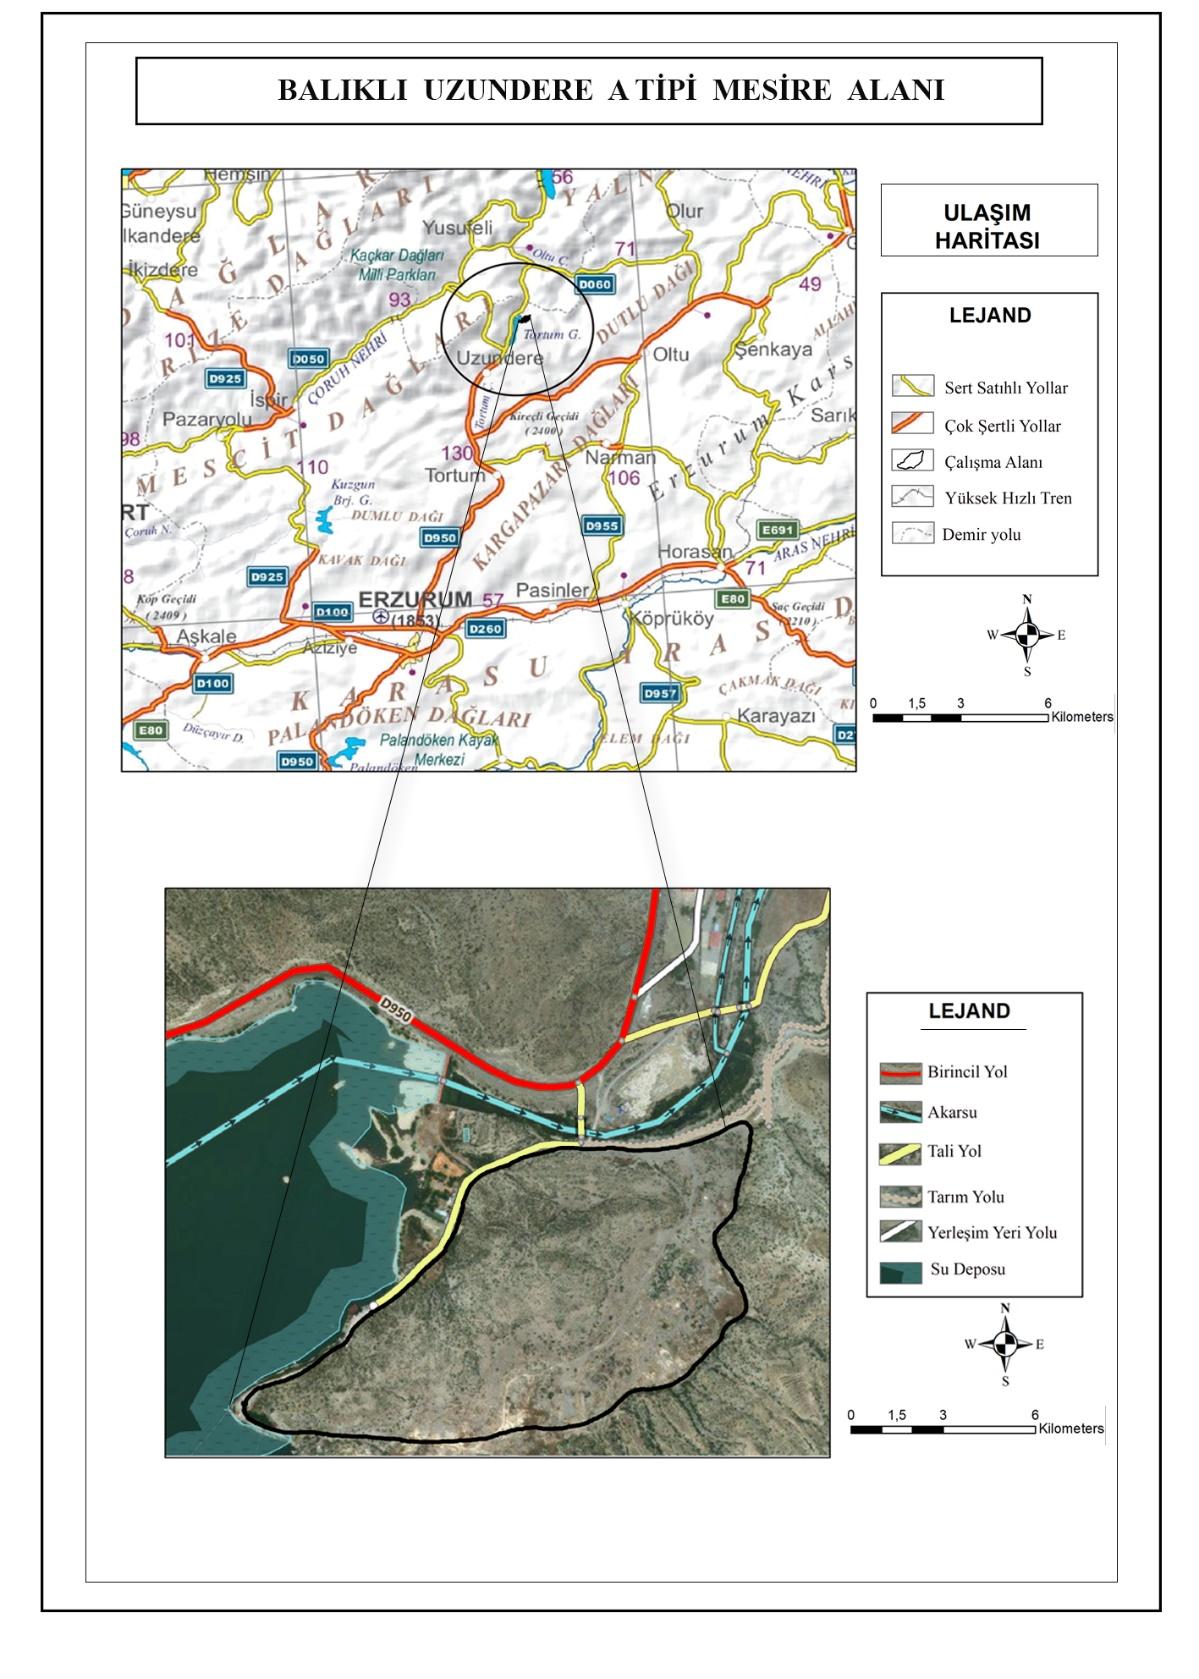 BALIKLI UZUNDERE A TİPİ MESİRE ALANI
ULAŞIM
HARİTASI
LEJAND
Sert Satıhlı Yollar
Çok Şertli Yollar
Çalışma Alanı
Yüksek Hızlı Tren
Demir yolu
N
W E
S
0 1,5 3 6
Kilometers
Hemşin
56
Güneysu
İkandere
İkizdere
Yusufeli
Olur
YALN
NEHRİ
Kaçkar Dağları
Milli Parkları
Oltu Ç.
71
D060
93
49
DUTLU DAĞI
101
RİZE DAĞLARI
Tortum G.
Uzundere
Oltu
Şenkaya
ALLAH
D050
D925
ÇORUH NEHRİ
İspir
Pazaryolu
Tortum
Kireçli Geçidi
(2400)
Erzurum-Kars
Sarık
98
MESCİT DAĞLARI
110
130
Tortum
Narman
106
Kuzgun
Brj. G.
DUMLU DAĞI
KARGAPAZARI DAĞLARI
RT
Çoruh N.
D950
D955
E691
KAVAK DAĞI
Horasan
71
ARAS NEHRİ
8
D925
Pasinler
Kop Geçidi
(2409)
D100
ERZURUM
(1853)
57
E80
Saç Geçidi
2210)
D260
Köprüköy
Aşkale
Aziziye
D100
KARASU ARAS D
D957
ÇAKMAK DAĞI
PALANDÖKEN DAĞLARI
Karayazı
KI
E80
Düzçayır D.
Palandöken Kayak
Merkezi
ELEM DAĞI
D2
D950
Palandöken
D950
LEJAND
Birincil Yol
Akarsu
Tali Yol
Tarım Yolu
Yerleşim Yeri Yolu
Su Deposu
N
W E
S
0 1,5 3 6
Kilometers